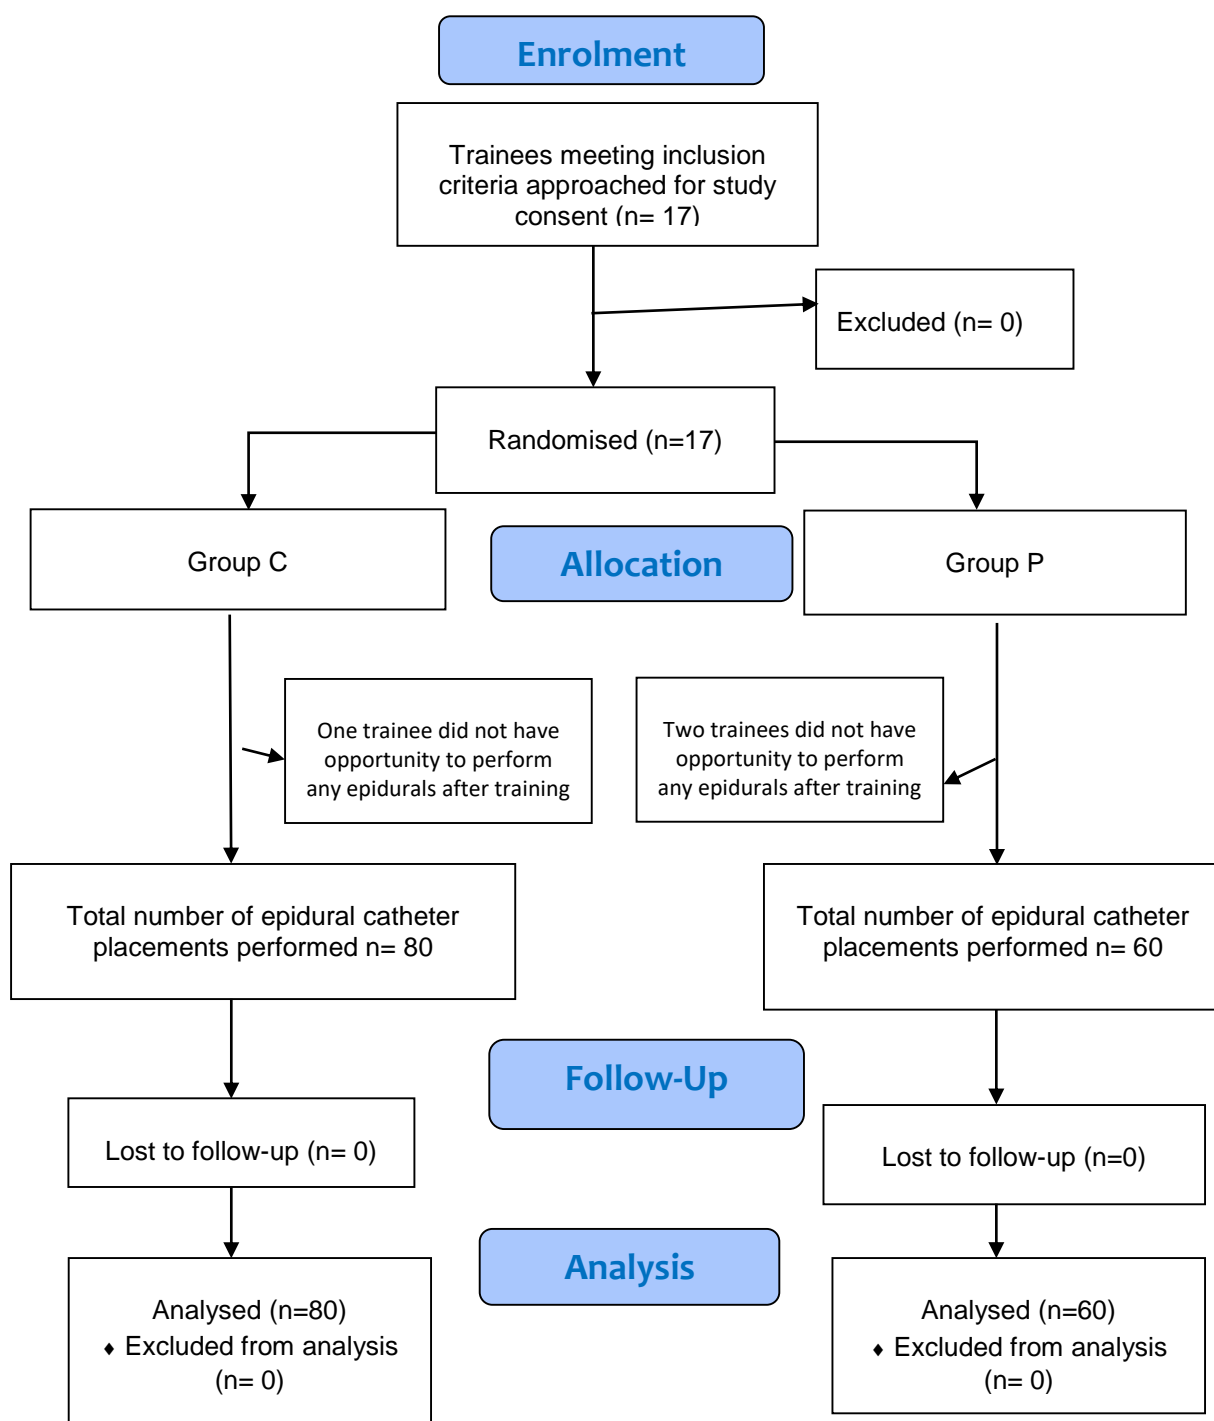 Enrolment
Trainees meeting inclusion
criteria approached for study
consent (n= 17)
Excluded (n= 0)
Randomised (n=17)
Group C
Allocation
Group P
One trainee did not have
opportunity to perform
any epidurals after training
Two trainees did not have
opportunity to perform
any epidurals after training
Total number of epidural catheter
placements performed n= 80
Total number of epidural catheter
placements performed n= 60
Follow-Up
Lost to follow-up (n= 0)
Lost to follow-up (n=0)
Analysis
Analysed (n=80)
♦ Excluded from analysis
(n= 0)
Analysed (n=60)
♦ Excluded from analysis
(n= 0)